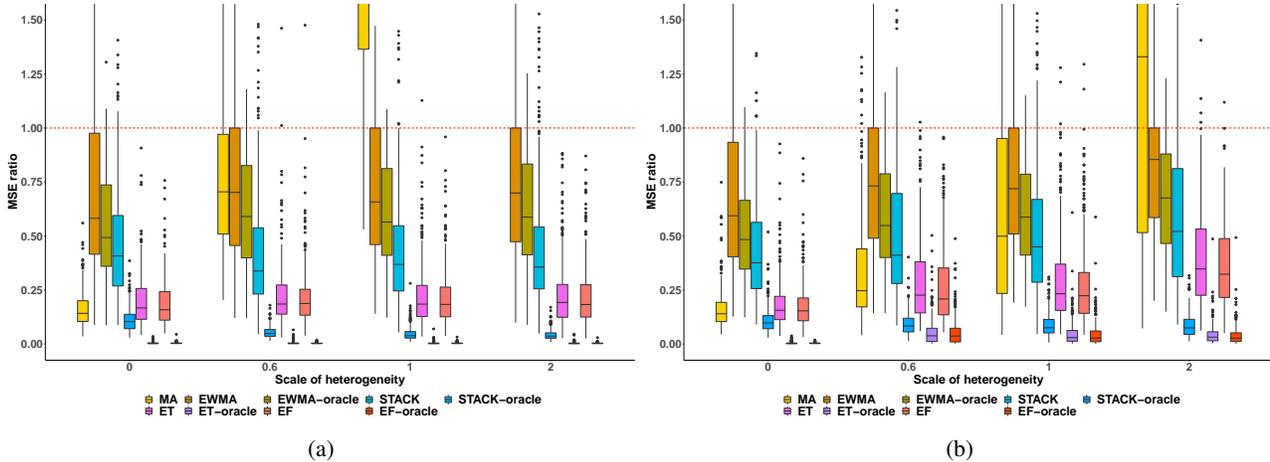 1.50
1.25
1.00
0.75
0.50
0.25
0.00
MSE ratio
0 0.6 1 2
Scale of heterogeneity
MA EWMA EWMA-oracle STACK STACK-oracle
ET ET-oracle EF EF-oracle
(a)
1.50
1.25
1.00
0.75
0.50
0.25
0.00
MSE ratio
0 0.6 1 2
Scale of heterogeneity
MA EWMA EWMA-oracle STACK STACK-oracle
ET ET-oracle EF EF-oracle
(b)